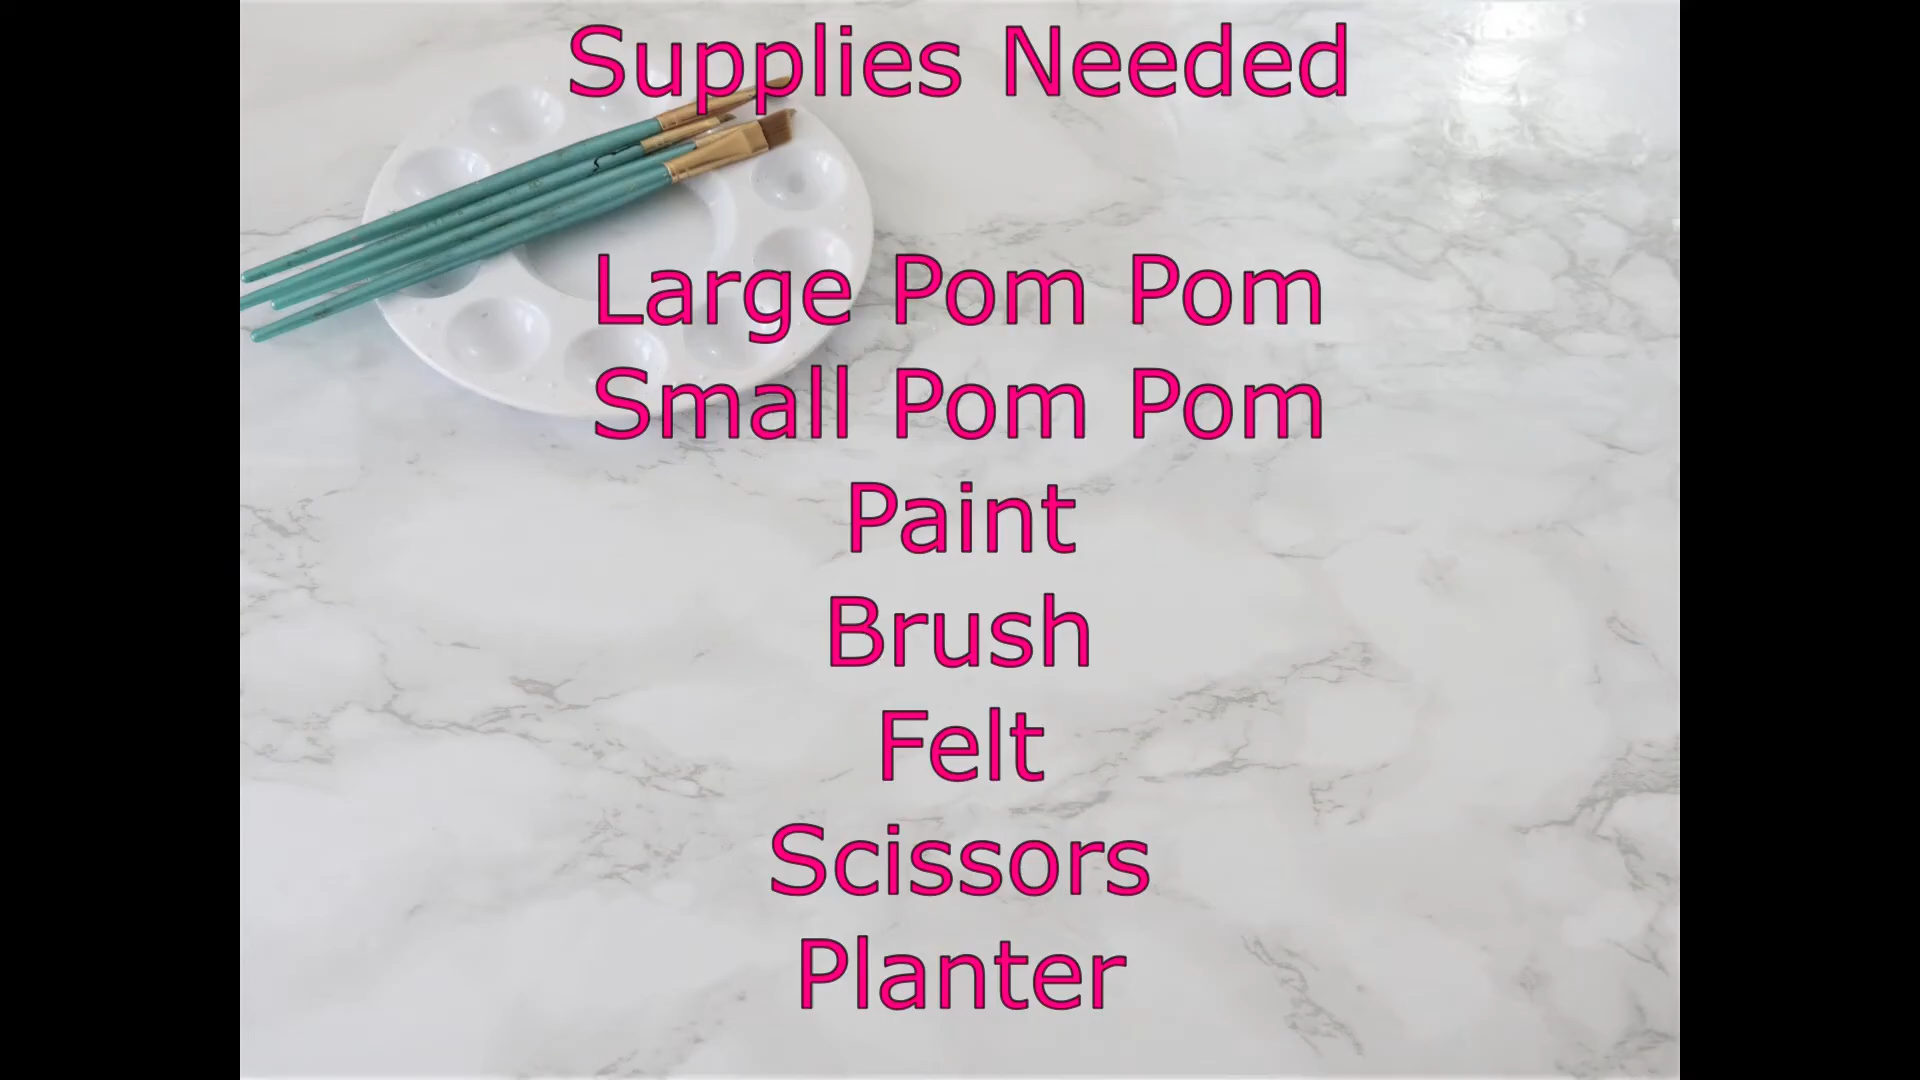 Supplies Needed
Large Pom Pom
Small Pom Pom
Paint
Brush
Felt
Scissors
Planter